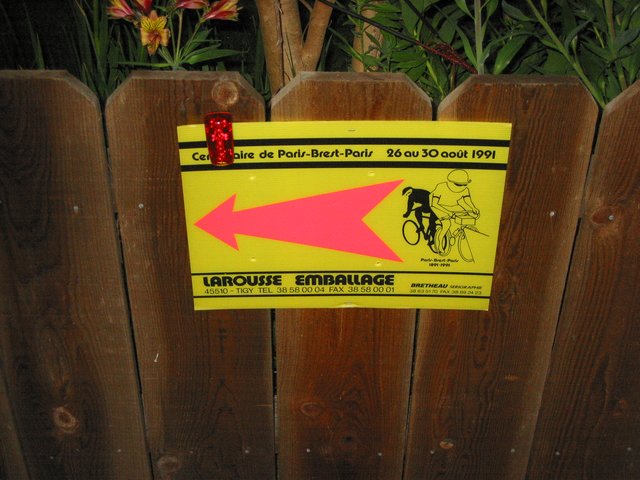 Cen aire de Paris-Brest-Paris 26 au 30 août 1991
Paris-Brest-Paris
1891-1991
LAROUSSE EMBALLAGE
45510 - TIGY TEL 38 58 00 04 FAX 38 58 00 01
BRETHEAU SERIGRAPHIE